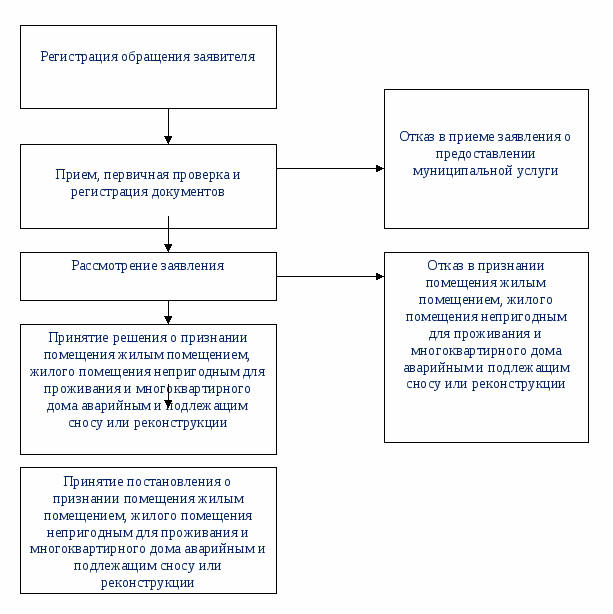 Регистрация обращения заявителя
Прием, первичная проверка и
регистрация документов
Отказ в приеме заявления о
предоставлении
муниципальной услуги
Рассмотрение заявления
Отказ в признании
помещения жилым
помещением, жилого
помещения непригодным
для проживания и
многоквартирного дома
аварийным и подлежащим
сносу или реконструкции
Принятие решения о признании
помещения жилым помещением,
жилого помещения непригодным для
проживания и многоквартирного
дома аварийным и подлежащим
сносу или реконструкции
Принятие постановления о
признании помещения жилым
помещением, жилого помещения
непригодным для проживания и
многоквартирного дома аварийным и
подлежащим сносу или
реконструкции